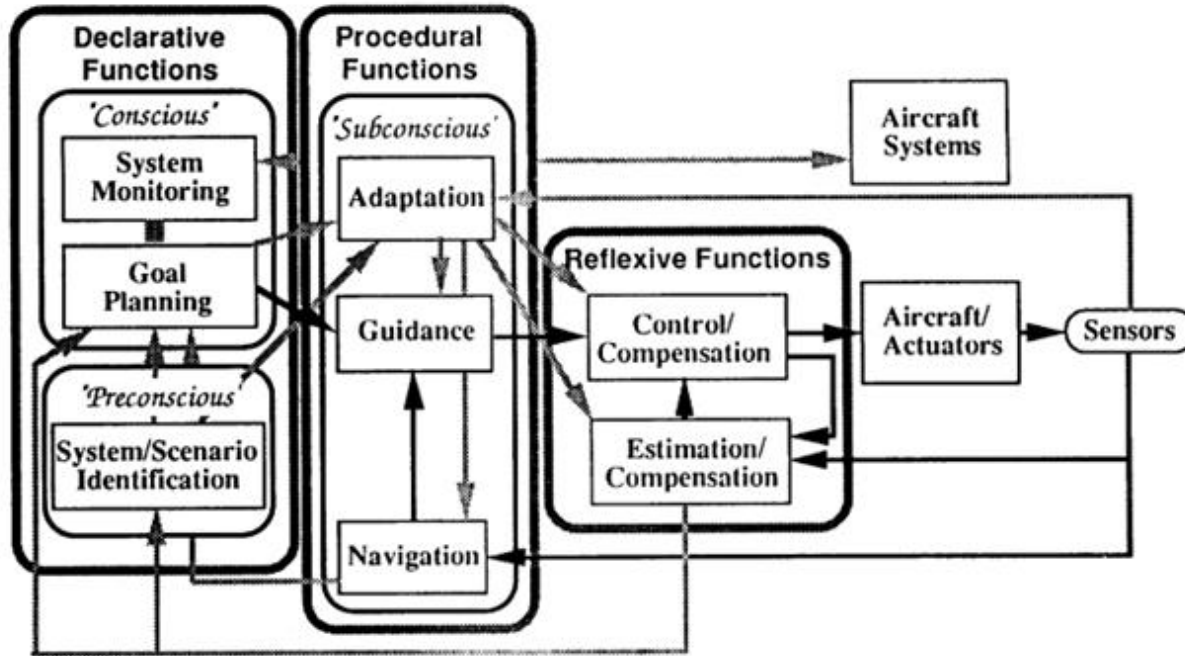 Declarative
Functions
"Conscious"
System
Monitoring
Goal
Planning
"Preconscious"
System/Scenario
Identification
Procedural
Functions
"Subconscious"
Adaptation
Guidance
Navigation
Reflexive Functions
Control/
Compensation
Estimation/
Compensation
Aircraft
Systems
Aircraft/
Actuators
Sensors